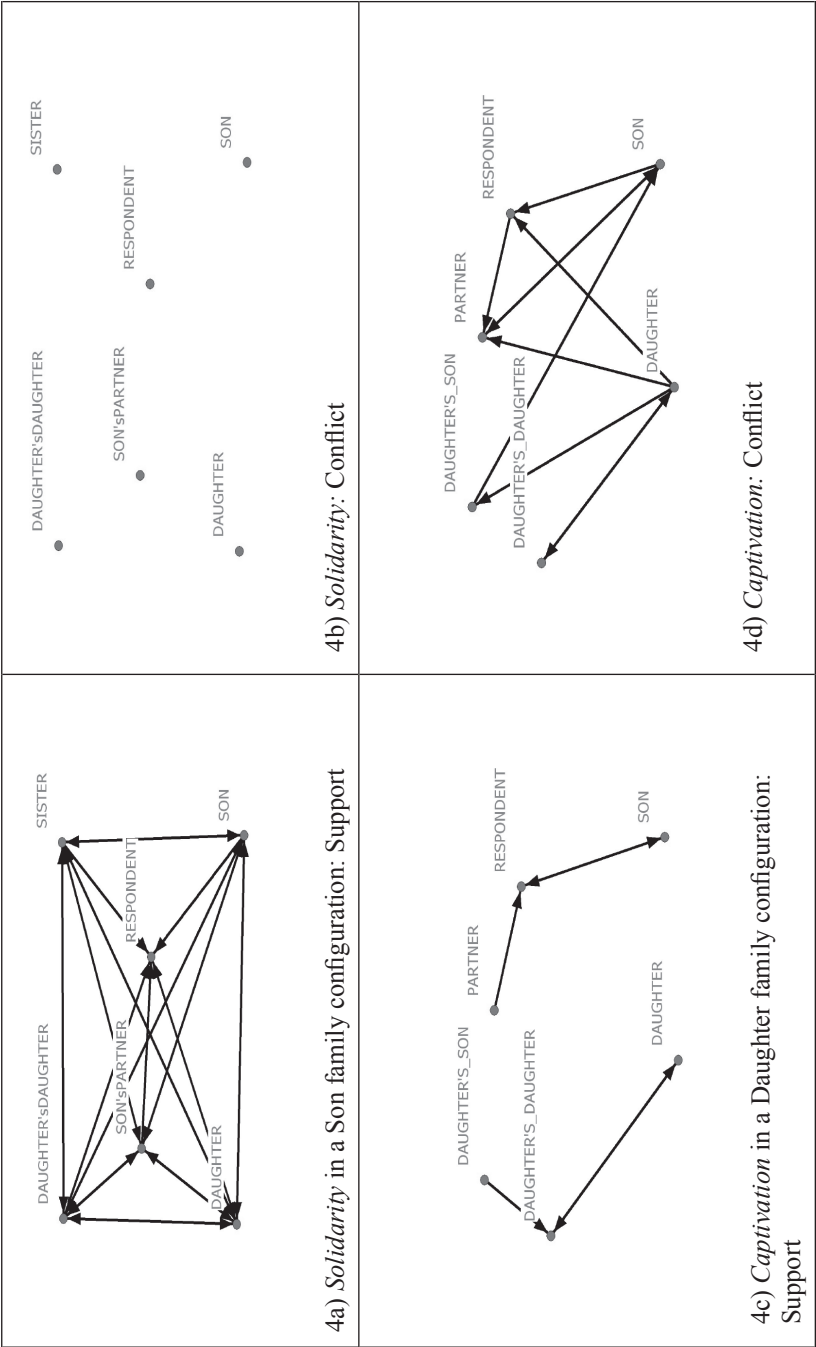 SISTER
DAUGHTER'sDAUGHTER
RESPONDENT
SON'sPARTNER
SON
DAUGHTER
4a) Solidarity in a Son family configuration: Support
SISTER
DAUGHTER'sDAUGHTER
RESPONDENT
SON'sPARTNER
SON
DAUGHTER
4b) Solidarity: Conflict
RESPONDENT
PARTNER
DAUGHTER'S_SON
DAUGHTER'S_DAUGHTER
SON
DAUGHTER
4c) Captivation in a Daughter family configuration:
Support
RESPONDENT
PARTNER
DAUGHTER'S_SON
DAUGHTER'S_DAUGHTER
SON
DAUGHTER
4d) Captivation: Conflict